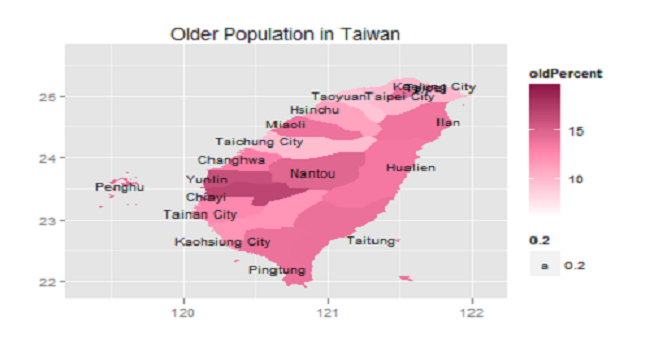 Older Population in Taiwan
oldPercent
15
10
0.2
a 0.2
25
24
23
22
120
121
122
Keelung City
Taipei
Taoyuan
Taipei City
Hsinchu
Ilan
Miaoli
Taichung City
Changhwa
Hualien
Nantou
Yunlin
Penghu
Chiayi
Tainan City
Kaohsiung City
Taitung
Pingtung